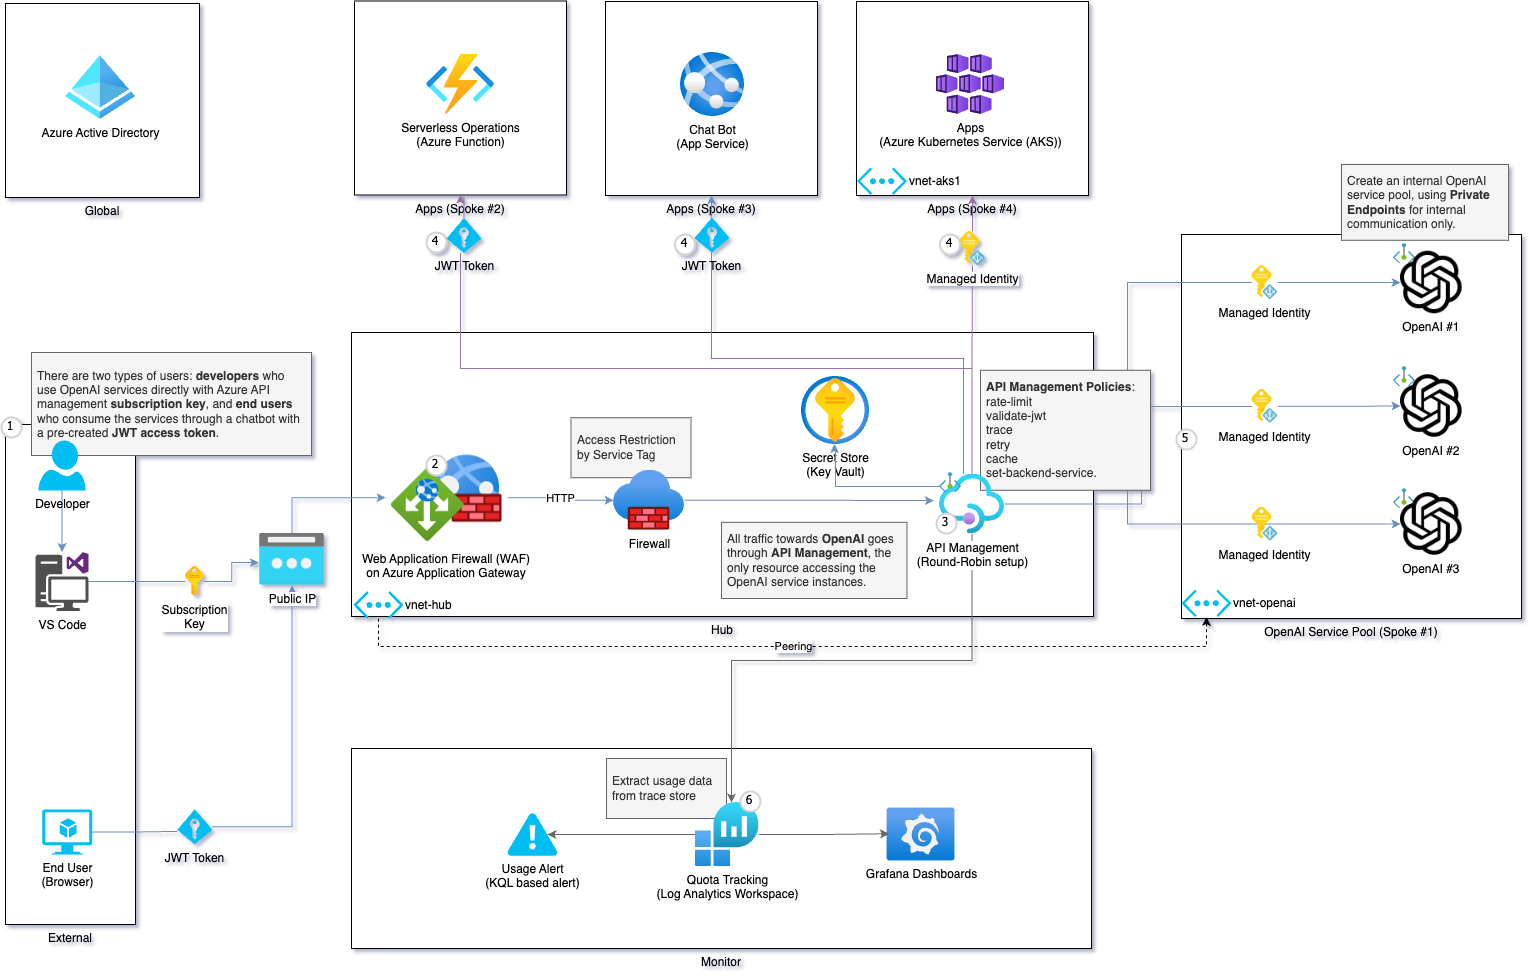 Azure Active Directory
Global
Serverless Operations
(Azure Function)
Apps (Spoke #2)
4
JWT Token
Chat Bot
(App Service)
Apps (Spoke #3)
4
JWT Token
Apps
(Azure Kubernetes Service (AKS))
vnet-aks1
Apps (Spoke #4)
4
Managed Identity
Create an internal OpenAI
service pool, using Private
Endpoints for internal
communication only.
There are two types of users: developers who
use OpenAI services directly with Azure API
management subscription key, and end users
who consume the services through a chatbot with
a pre-created JWT access token.
1
Developer
VS Code
Subscription
Key
Public IP
End User
(Browser)
JWT Token
External
2
Web Application Firewall (WAF)
on Azure Application Gateway
HTTP
Access Restriction
by Service Tag
Firewall
Secret Store
(Key Vault)
API Management Policies:
rate-limit
validate-jwt
trace
retry
cache
set-backend-service.
All traffic towards OpenAI goes
through API Management, the
only resource accessing the
OpenAI service instances.
3
API Management
(Round-Robin setup)
vnet-hub
Hub
Peering
5
Managed Identity
OpenAI #1
Managed Identity
OpenAI #2
Managed Identity
OpenAI #3
vnet-openai
OpenAI Service Pool (Spoke #1)
Extract usage data
from trace store
6
Usage Alert
(KQL based alert)
Quota Tracking
(Log Analytics Workspace)
Grafana Dashboards
Monitor